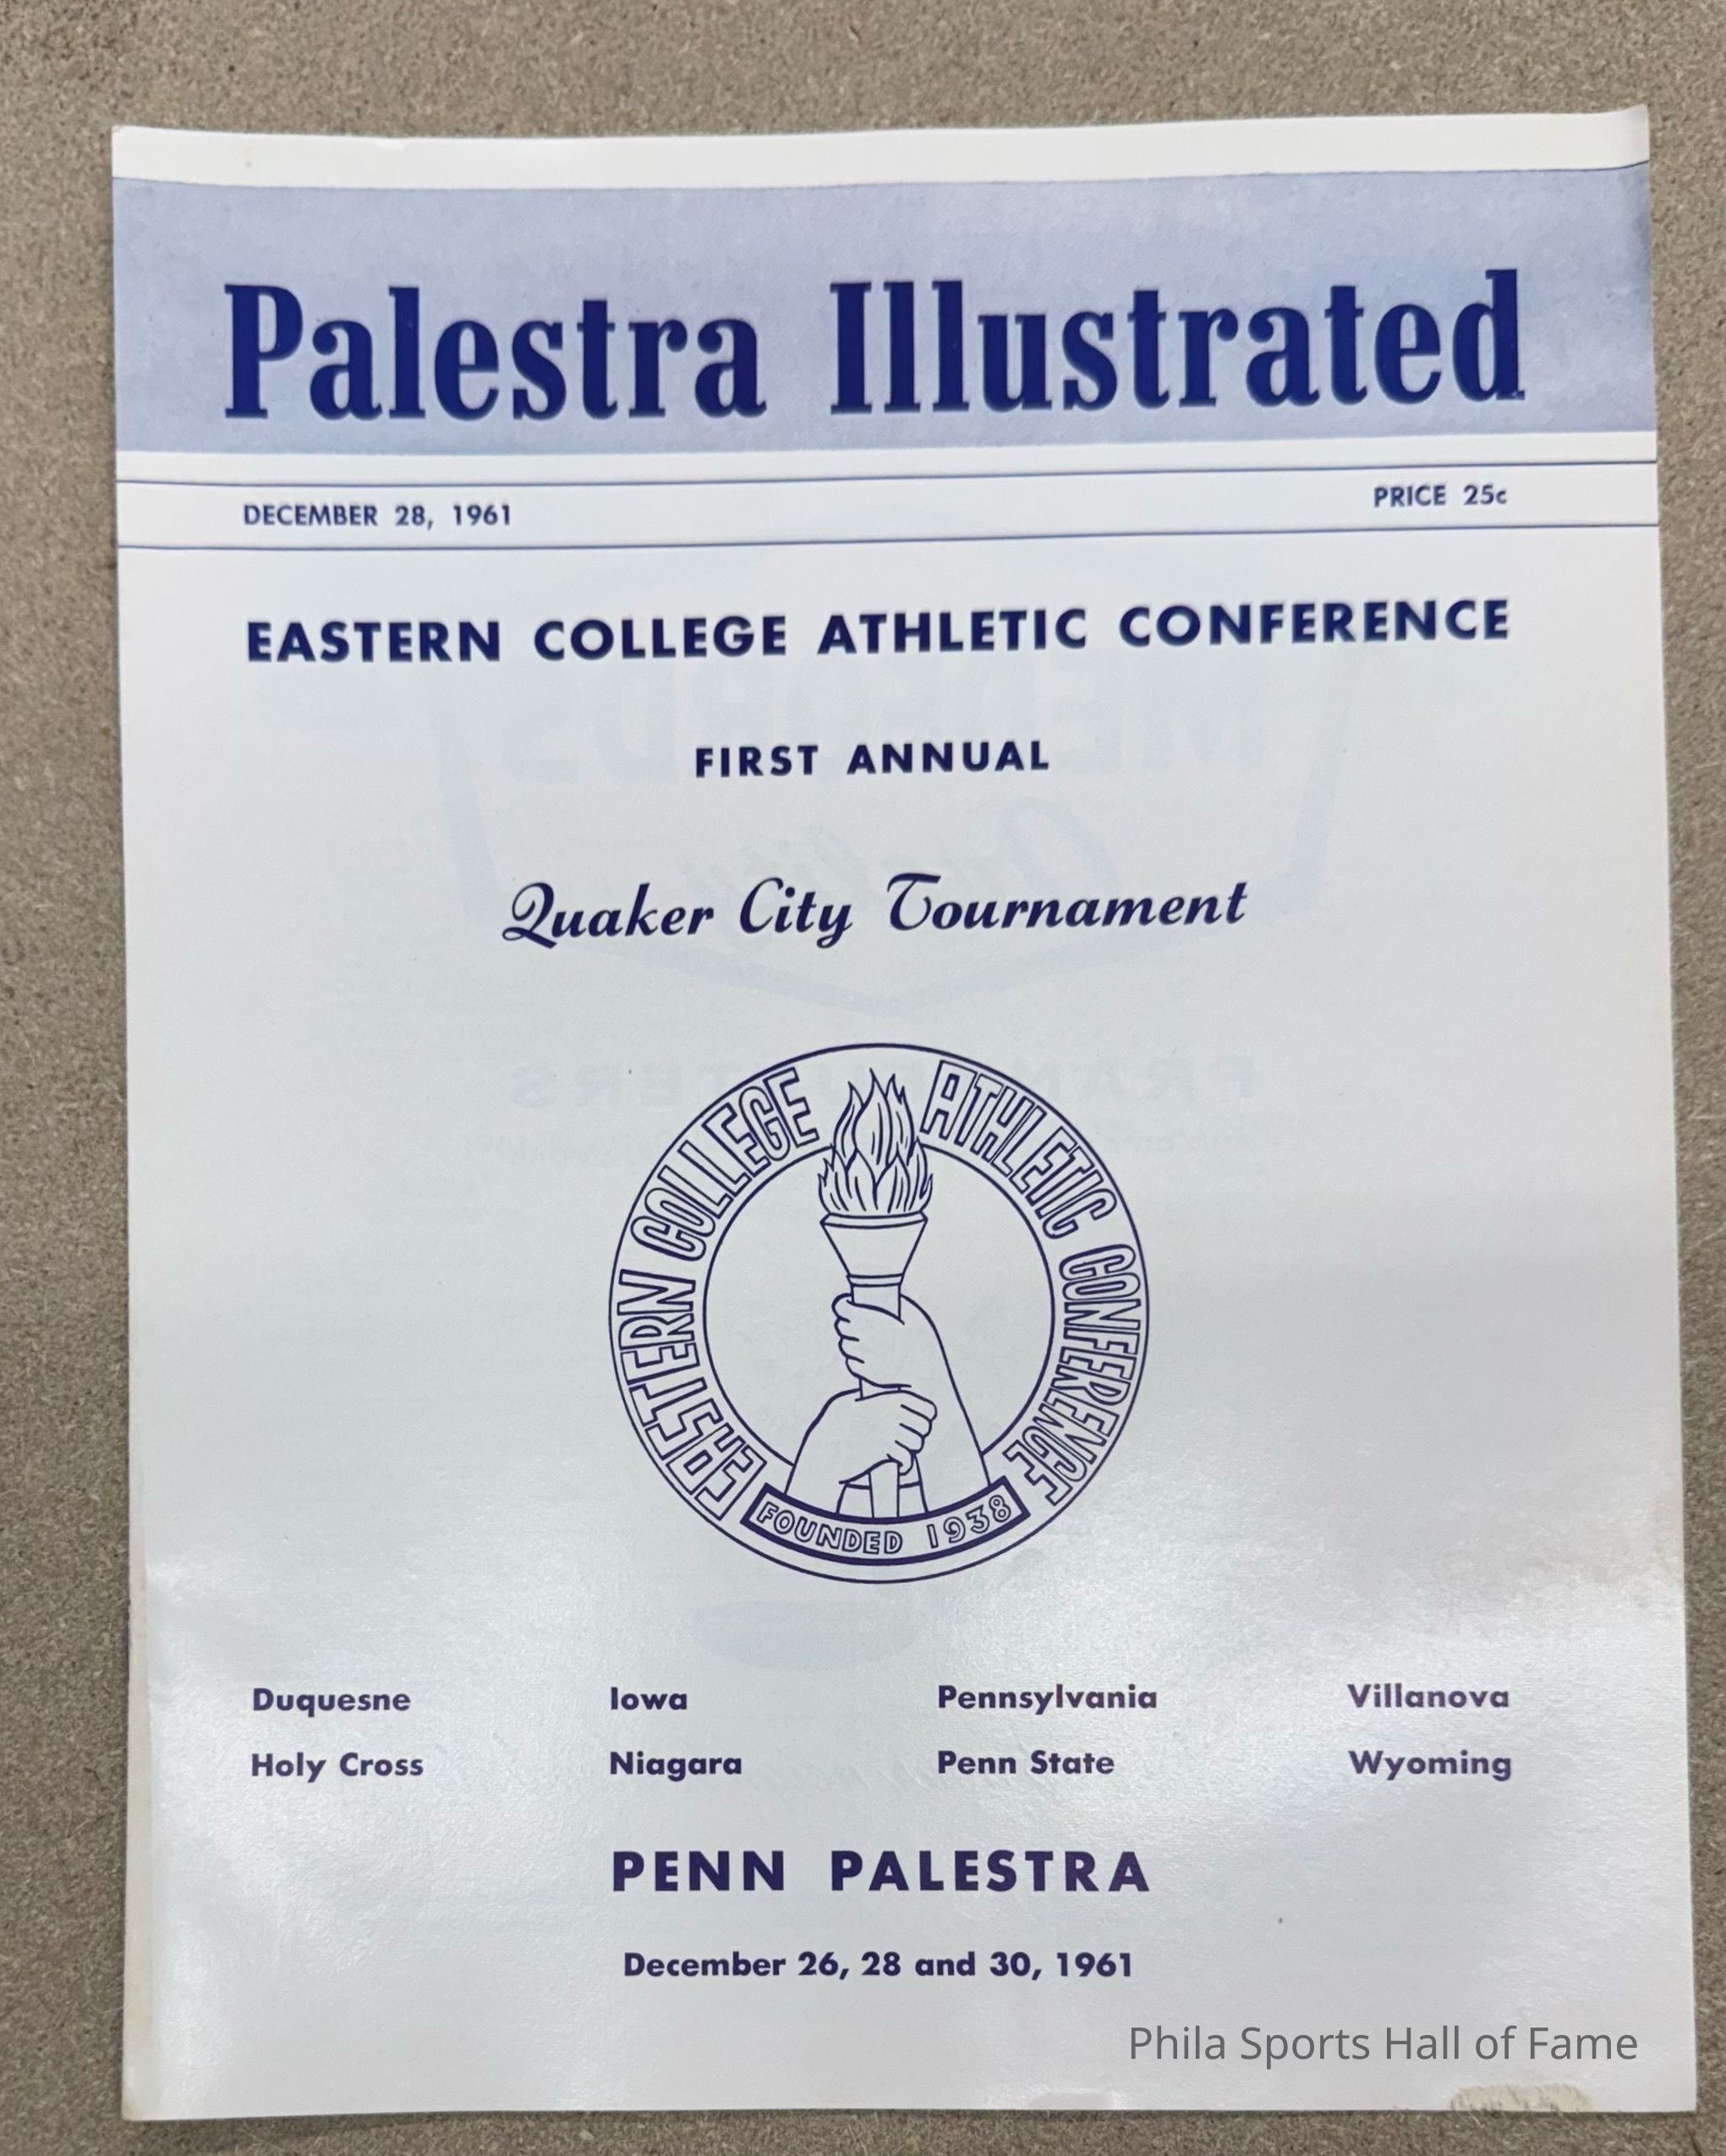 Palestra Illustrated
DECEMBER 28, 1961 PRICE 25c
EASTERN COLLEGE ATHLETIC CONFERENCE
FIRST ANNUAL
Quaker City Tournament
EASTERN COLLEGE ATHLETIC CONFERENCE
FOUNDED 1938
Duquesne Iowa Pennsylvania Villanova
Holy Cross Niagara Penn State Wyoming
PENN PALESTRA
December 26, 28 and 30, 1961
Phila Sports Hall of Fame